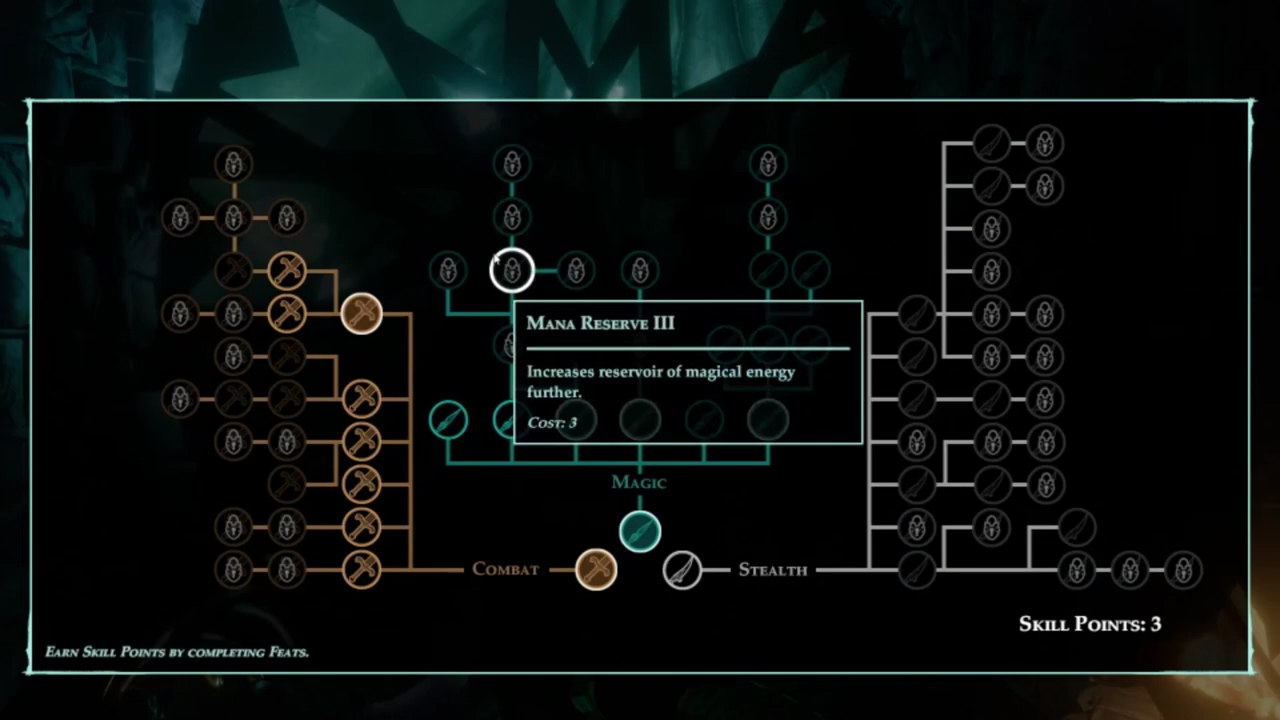 Mana Reserve III
Increases reservoir of magical energy
further.
Cost: 3
Magic
Combat
Stealth
Skill Points: 3
Earn Skill Points by completing Feats.